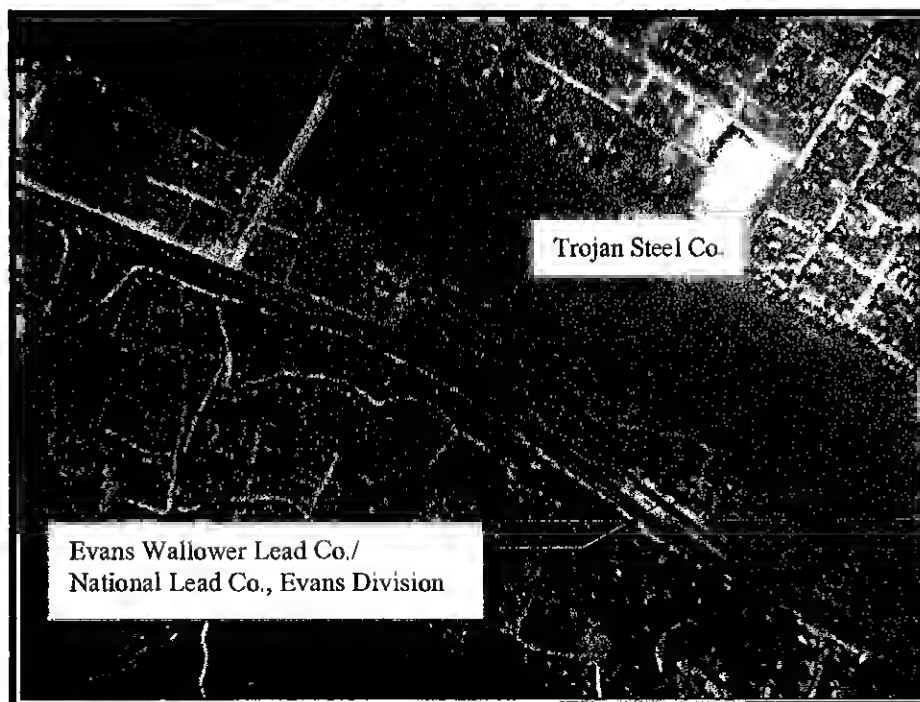 Trojan Steel Co.
Evans Wallower Lead Co./
National Lead Co., Evans Division